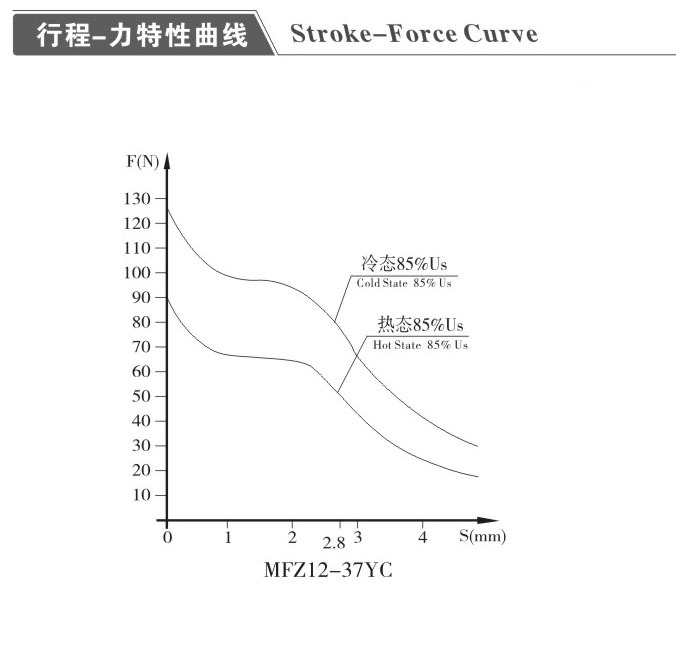 行程-力特性曲线
Stroke-Force Curve
F(N)
130
120
110
100
90
80
70
60
50
40
30
20
10
冷态85%Us
Cold State 85% Us
热态85%Us
Hot State 85% Us
0 1 2 2.8 3 4 S(mm)
MFZ12-37YC